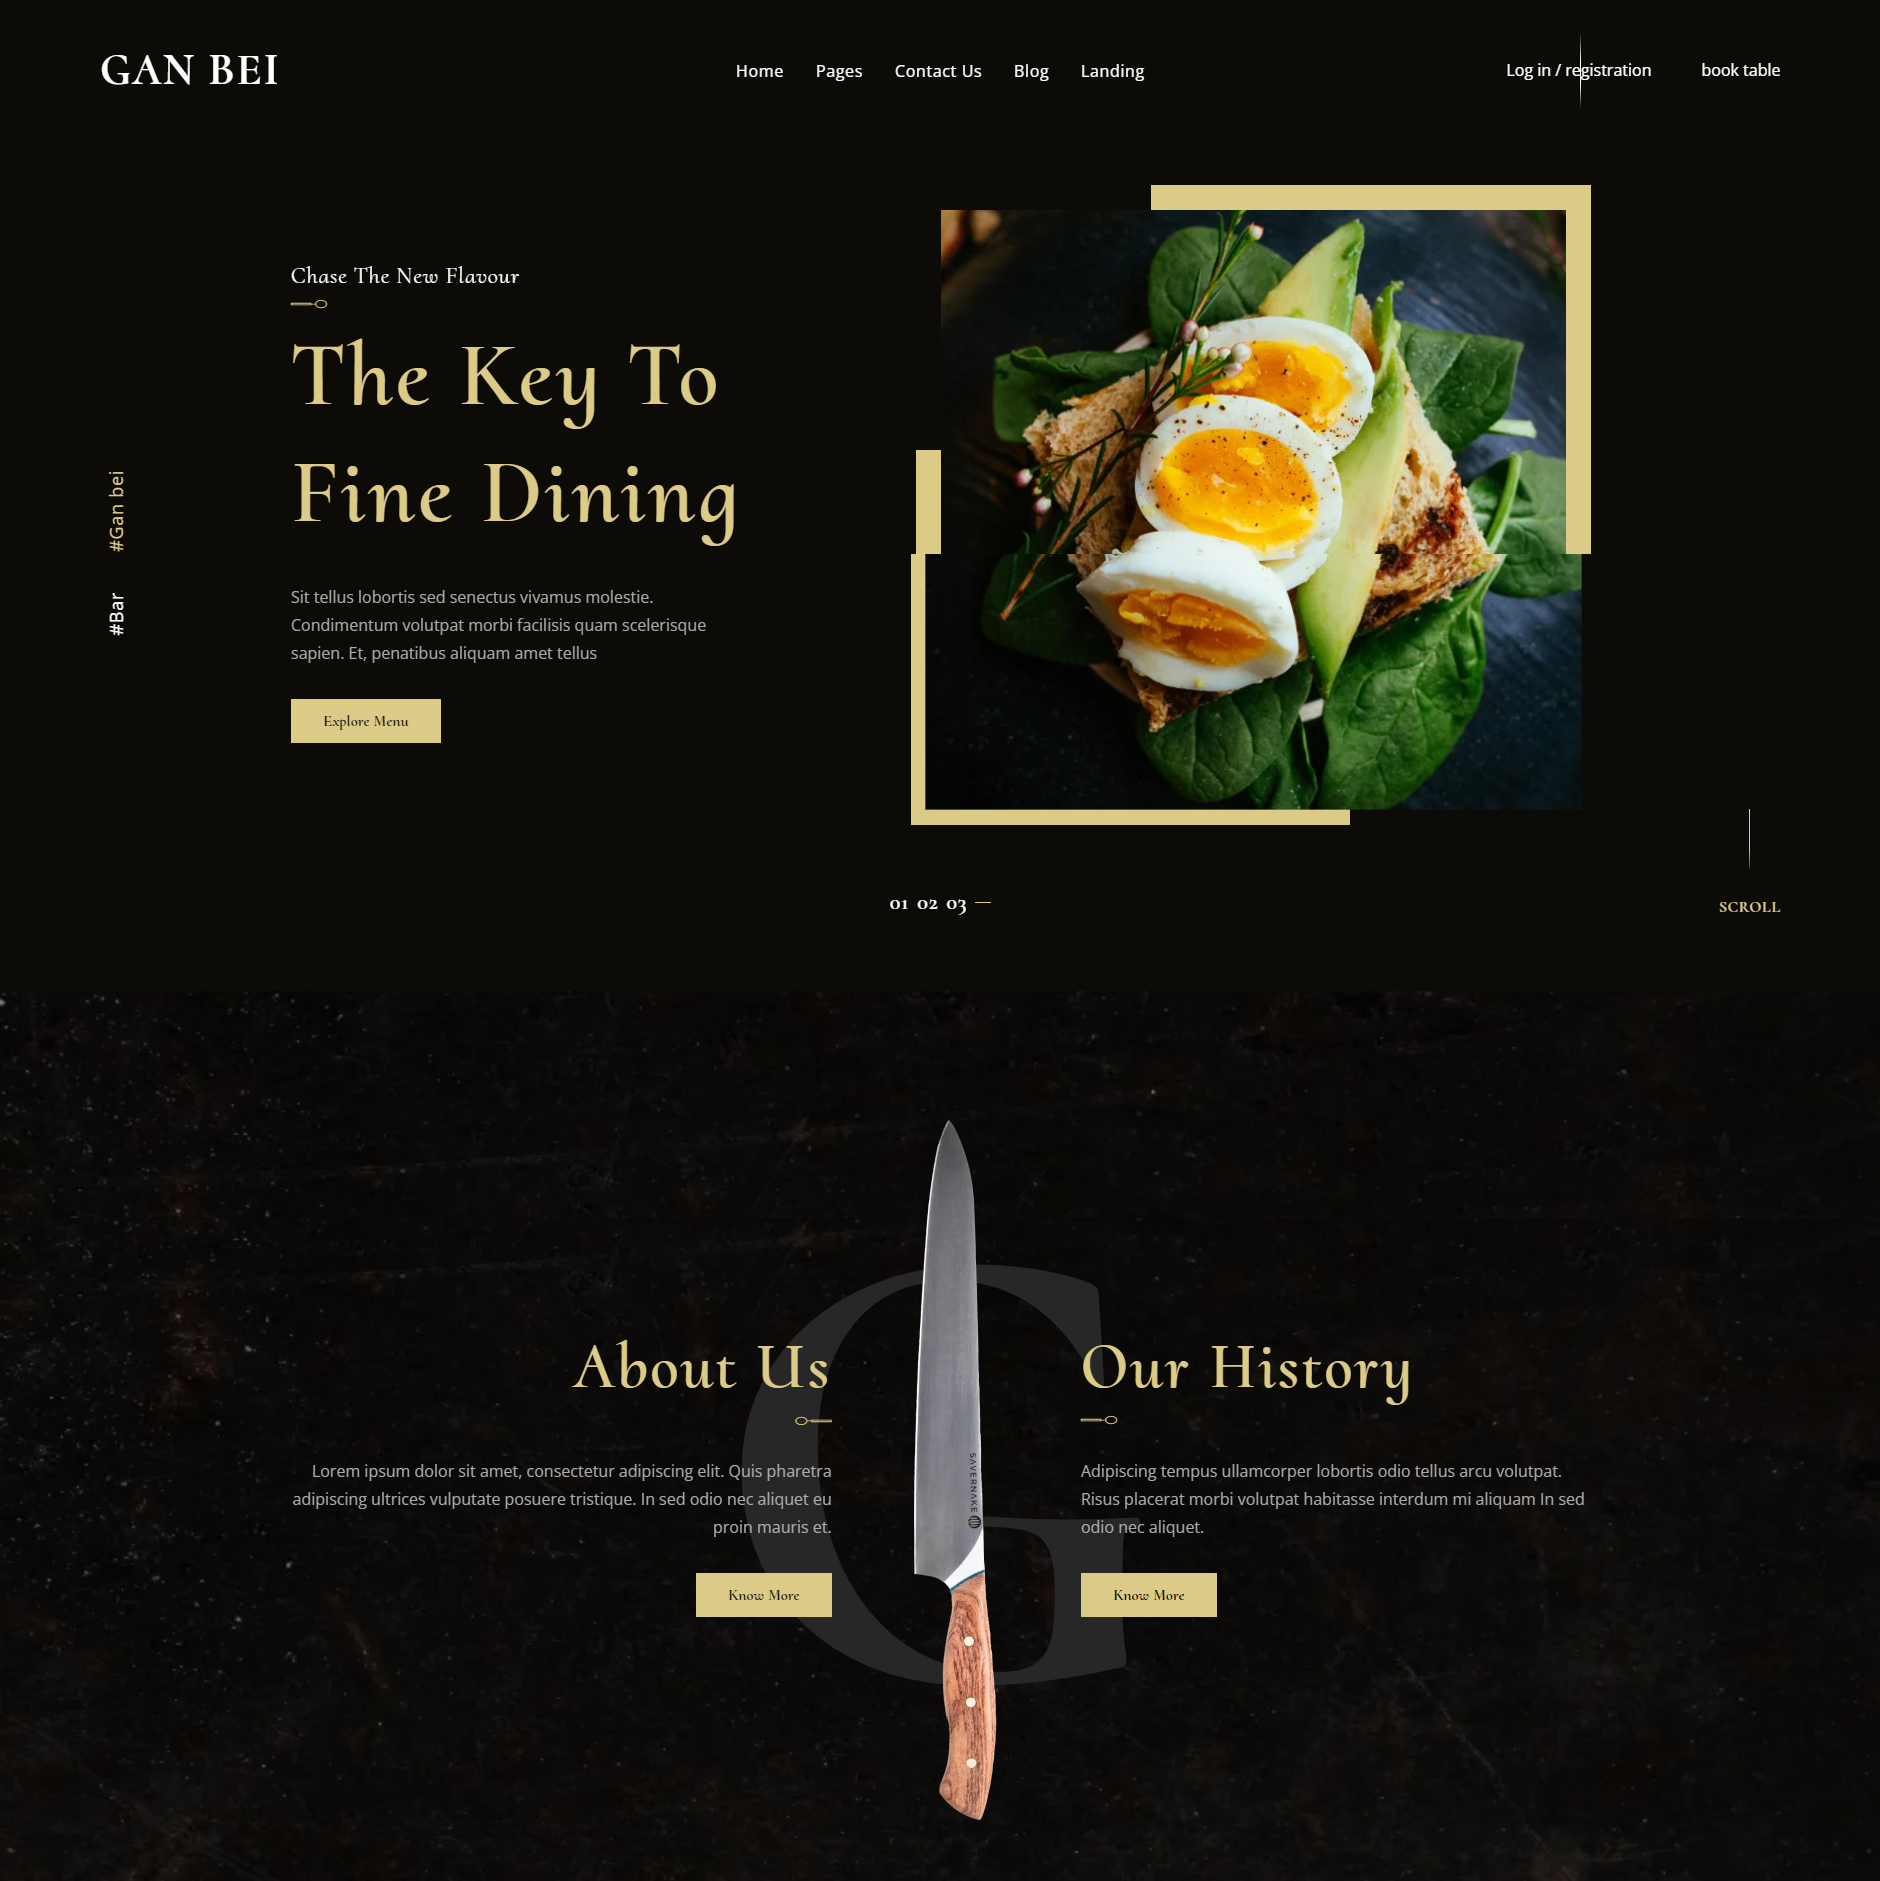 GAN BEI
Home Pages Contact Us Blog Landing
Log in / registration book table
Chase The New Flavour
The Key To
Fine Dining
#Gan bei
#Bar
Sit tellus lobortis sed senectus vivamus molestie.
Condimentum volutpat morbi facilisis quam scelerisque
sapien. Et, penatibus aliquam amet tellus
Explore Menu
01 02 03
SCROLL
G
About Us
Lorem ipsum dolor sit amet, consectetur adipiscing elit. Quis pharetra
adipiscing ultrices vulputate posuere tristique. In sed odio nec aliquet eu
proin mauris et.
Know More
SAVERNAKE
Our History
Adipiscing tempus ullamcorper lobortis odio tellus arcu volutpat.
Risus placerat morbi volutpat habitasse interdum mi aliquam In sed
odio nec aliquet.
Know More